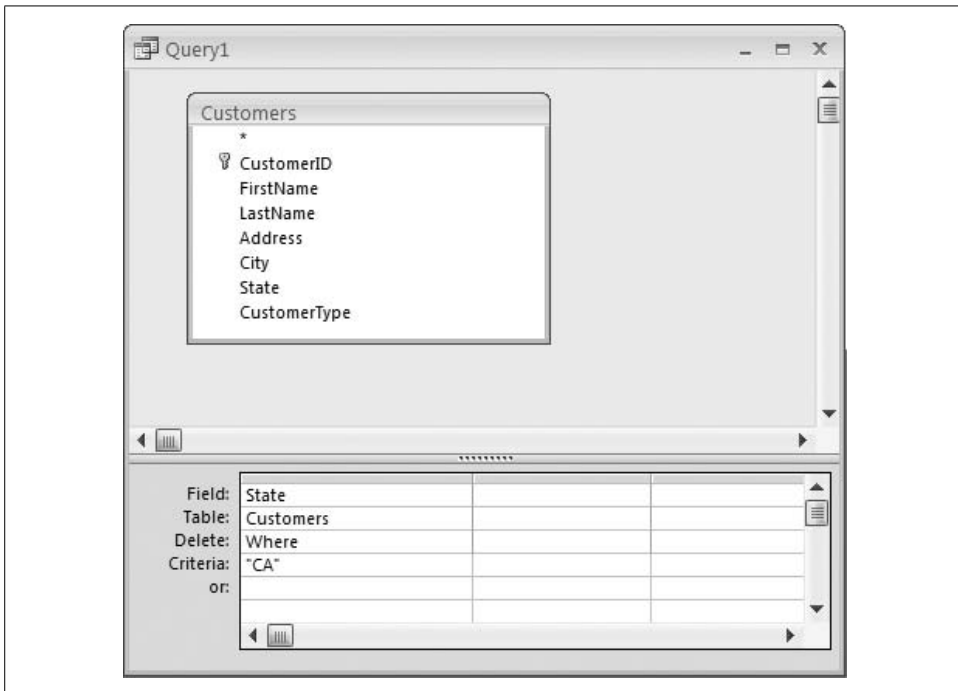 Query1
Customers
*
CustomerID
FirstName
LastName
Address
City
State
CustomerType
Field: State
Table: Customers
Delete: Where
Criteria: "CA"
or: